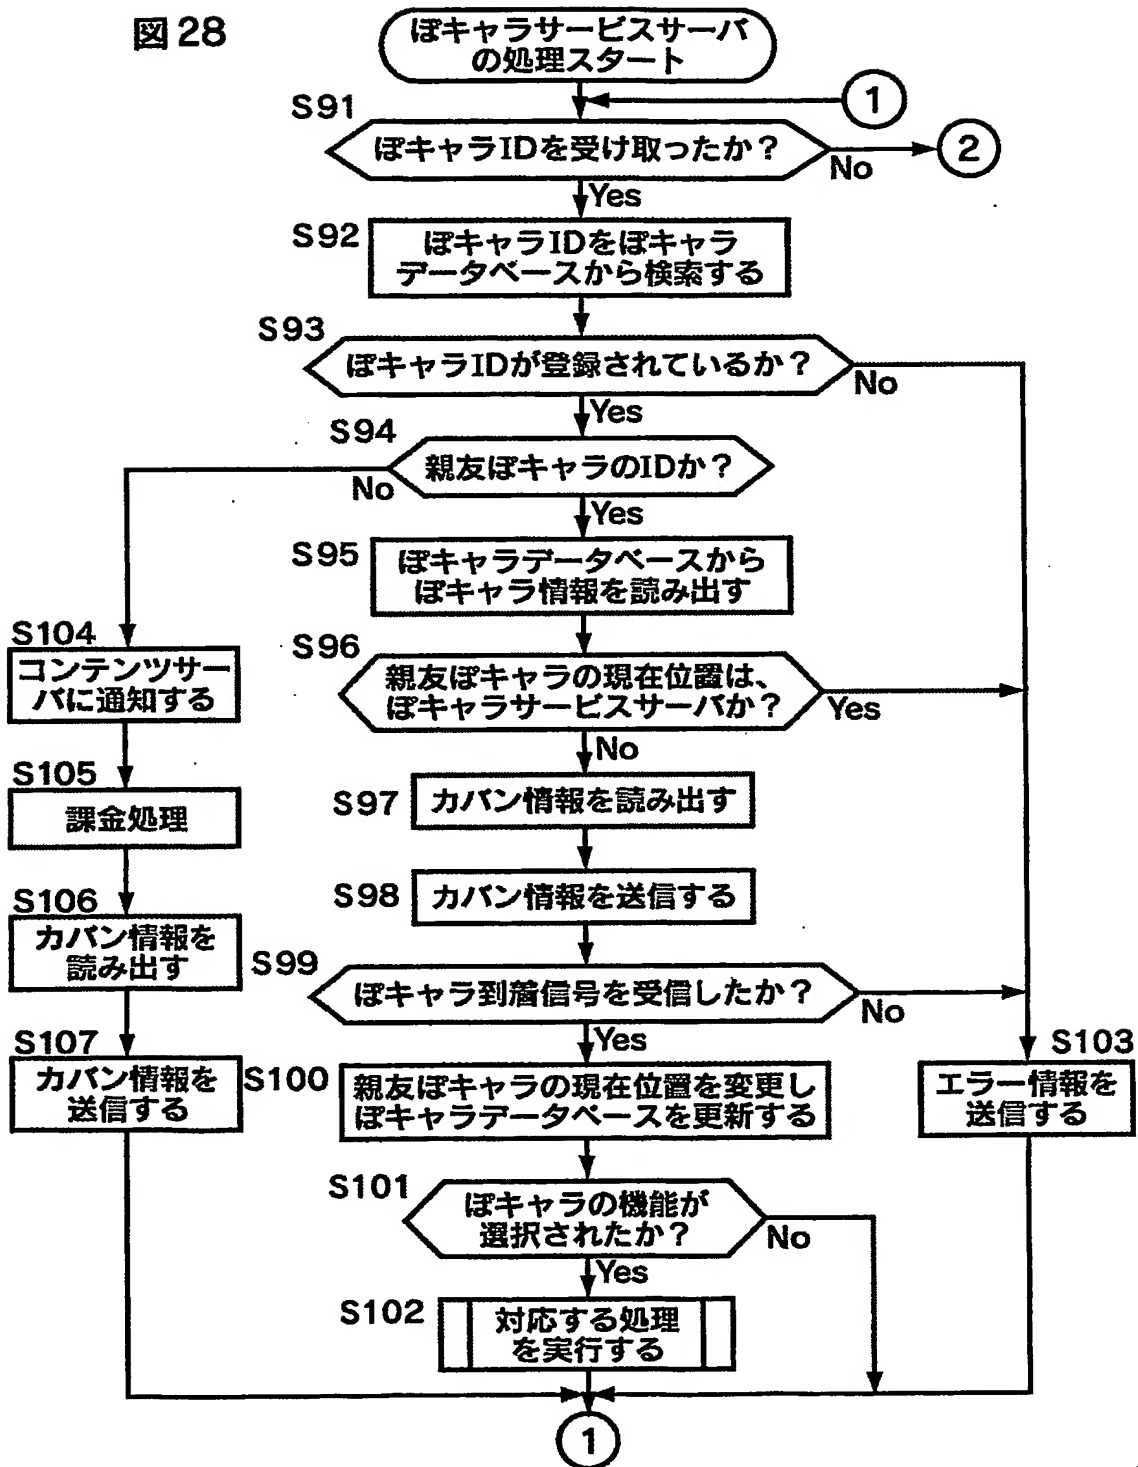 図28
ぽキャラサービスサーバ
の処理スタート
①
S91
ぽキャラIDを受け取ったか?
No
②
Yes
S92
ぽキャラIDをぽキャラ
データベースから検索する
S93
ぽキャラIDが登録されているか?
No
Yes
S94
親友ぽキャラのIDか?
No
Yes
S95
ぽキャラデータベースから
ぽキャラ情報を読み出す
S96
親友ぽキャラの現在位置は、
ぽキャラサービスサーバか?
Yes
No
S97
カバン情報を読み出す
S98
カバン情報を送信する
S99
ぽキャラ到着信号を受信したか?
No
Yes
S100
親友ぽキャラの現在位置を変更し
ぽキャラデータベースを更新する
S101
ぽキャラの機能が
選択されたか?
No
Yes
S102
対応する処理
を実行する
S103
エラー情報を
送信する
S104
コンテンツサー
バに通知する
S105
課金処理
S106
カバン情報を
読み出す
S107
カバン情報を
送信する
①